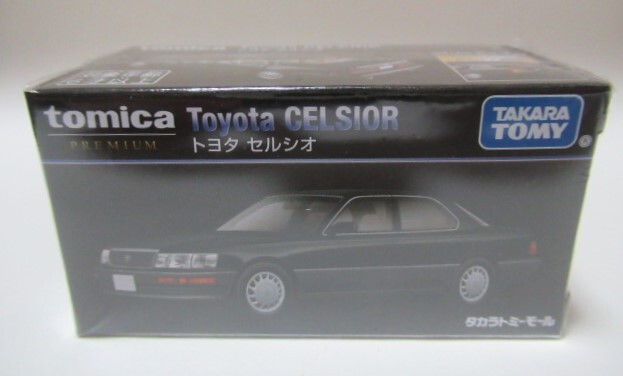 tomica
PREMIUM
Toyota CELSIOR
トヨタ セルシオ
TAKARA
TOMY
タカラトミーモール